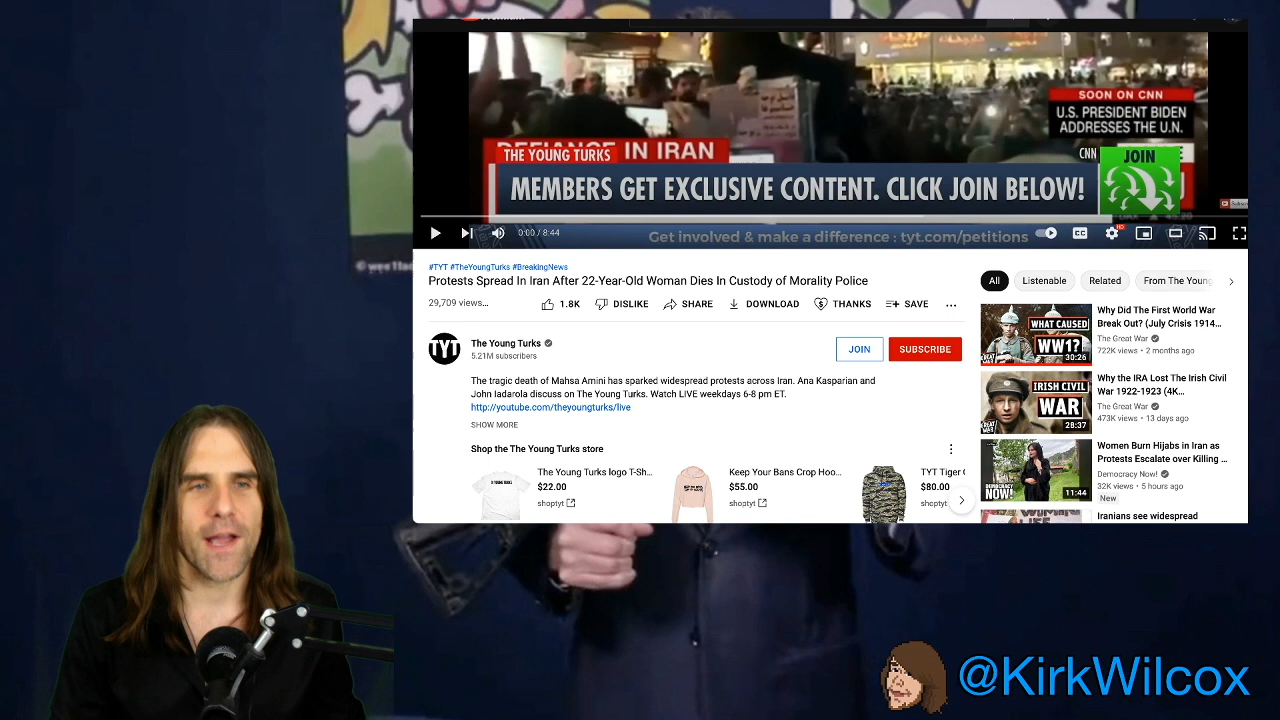 SOON ON CNN
U.S. PRESIDENT BIDEN
ADDRESSES THE U.N.
DEFIANCE IN IRAN
THE YOUNG TURKS
CNN
JOIN
MEMBERS GET EXCLUSIVE CONTENT. CLICK JOIN BELOW!
0:00 / 8:44
Get involved & make a difference : tyt.com/petitions
CC
HD
#TYT #TheYoungTurks #BreakingNews
Protests Spread In Iran After 22-Year-Old Woman Dies In Custody of Morality Police
29,709 views...
1.8K
DISLIKE
SHARE
DOWNLOAD
THANKS
SAVE
TYT
The Young Turks
5.21M subscribers
JOIN
SUBSCRIBE
The tragic death of Mahsa Amini has sparked widespread protests across Iran. Ana Kasparian and
John Iadarola discuss on The Young Turks. Watch LIVE weekdays 6-8 pm ET.
http://youtube.com/theyoungturks/live
SHOW MORE
Shop the The Young Turks store
The Young Turks logo T-Sh...
$22.00
shoptyt
Keep Your Bans Crop Hoo...
$55.00
shoptyt
TYT Tiger
$80.00
shoptyt
All
Listenable
Related
From The Young
WHAT CAUSED
WW1?
30:26
Why Did The First World War
Break Out? (July Crisis 1914...
The Great War
722K views • 2 months ago
IRISH CIVIL
WAR
28:37
Why the IRA Lost The Irish Civil
War 1922-1923 (4K...
The Great War
473K views • 13 days ago
DEMOCRACY
NOW!
11:44
Women Burn Hijabs in Iran as
Protests Escalate over Killing ...
Democracy Now!
32K views • 5 hours ago
New
Iranians see widespread
@KirkWilcox